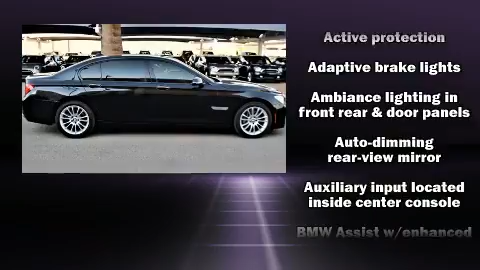 Active protection
Adaptive brake lights
Ambiance lighting in
front rear & door panels
Auto-dimming
rear-view mirror
Auxiliary input located
inside center console
BMW Assist w/enhanced